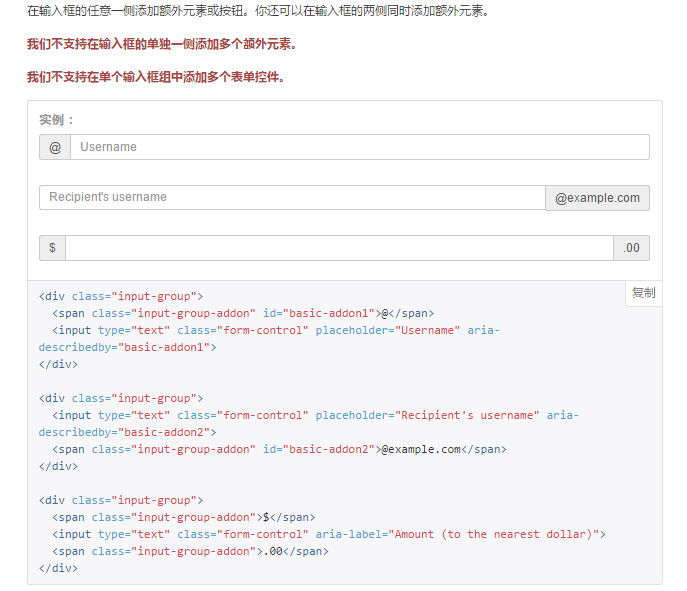 在输入框的任意一侧添加额外元素或按钮。你还可以在输入框的两侧同时添加额外元素。
我们不支持在输入框的单独一侧添加多个额外元素。
我们不支持在单个输入框组中添加多个表单控件。
实例：
@ Username
Recipient's username @example.com
$ .00
复制
<div class="input-group">
  <span class="input-group-addon" id="basic-addon1">@</span>
  <input type="text" class="form-control" placeholder="Username" aria-
describedby="basic-addon1">
</div>

<div class="input-group">
  <input type="text" class="form-control" placeholder="Recipient's username" aria-
describedby="basic-addon2">
  <span class="input-group-addon" id="basic-addon2">@example.com</span>
</div>

<div class="input-group">
  <span class="input-group-addon">$</span>
  <input type="text" class="form-control" aria-label="Amount (to the nearest dollar)">
  <span class="input-group-addon">.00</span>
</div>